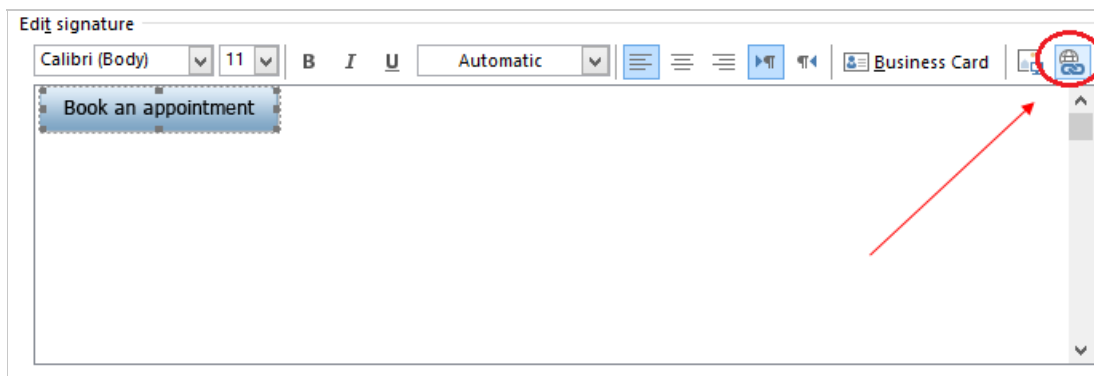 Edit signature
Calibri (Body) 11 B I U Automatic Business Card
Book an appointment